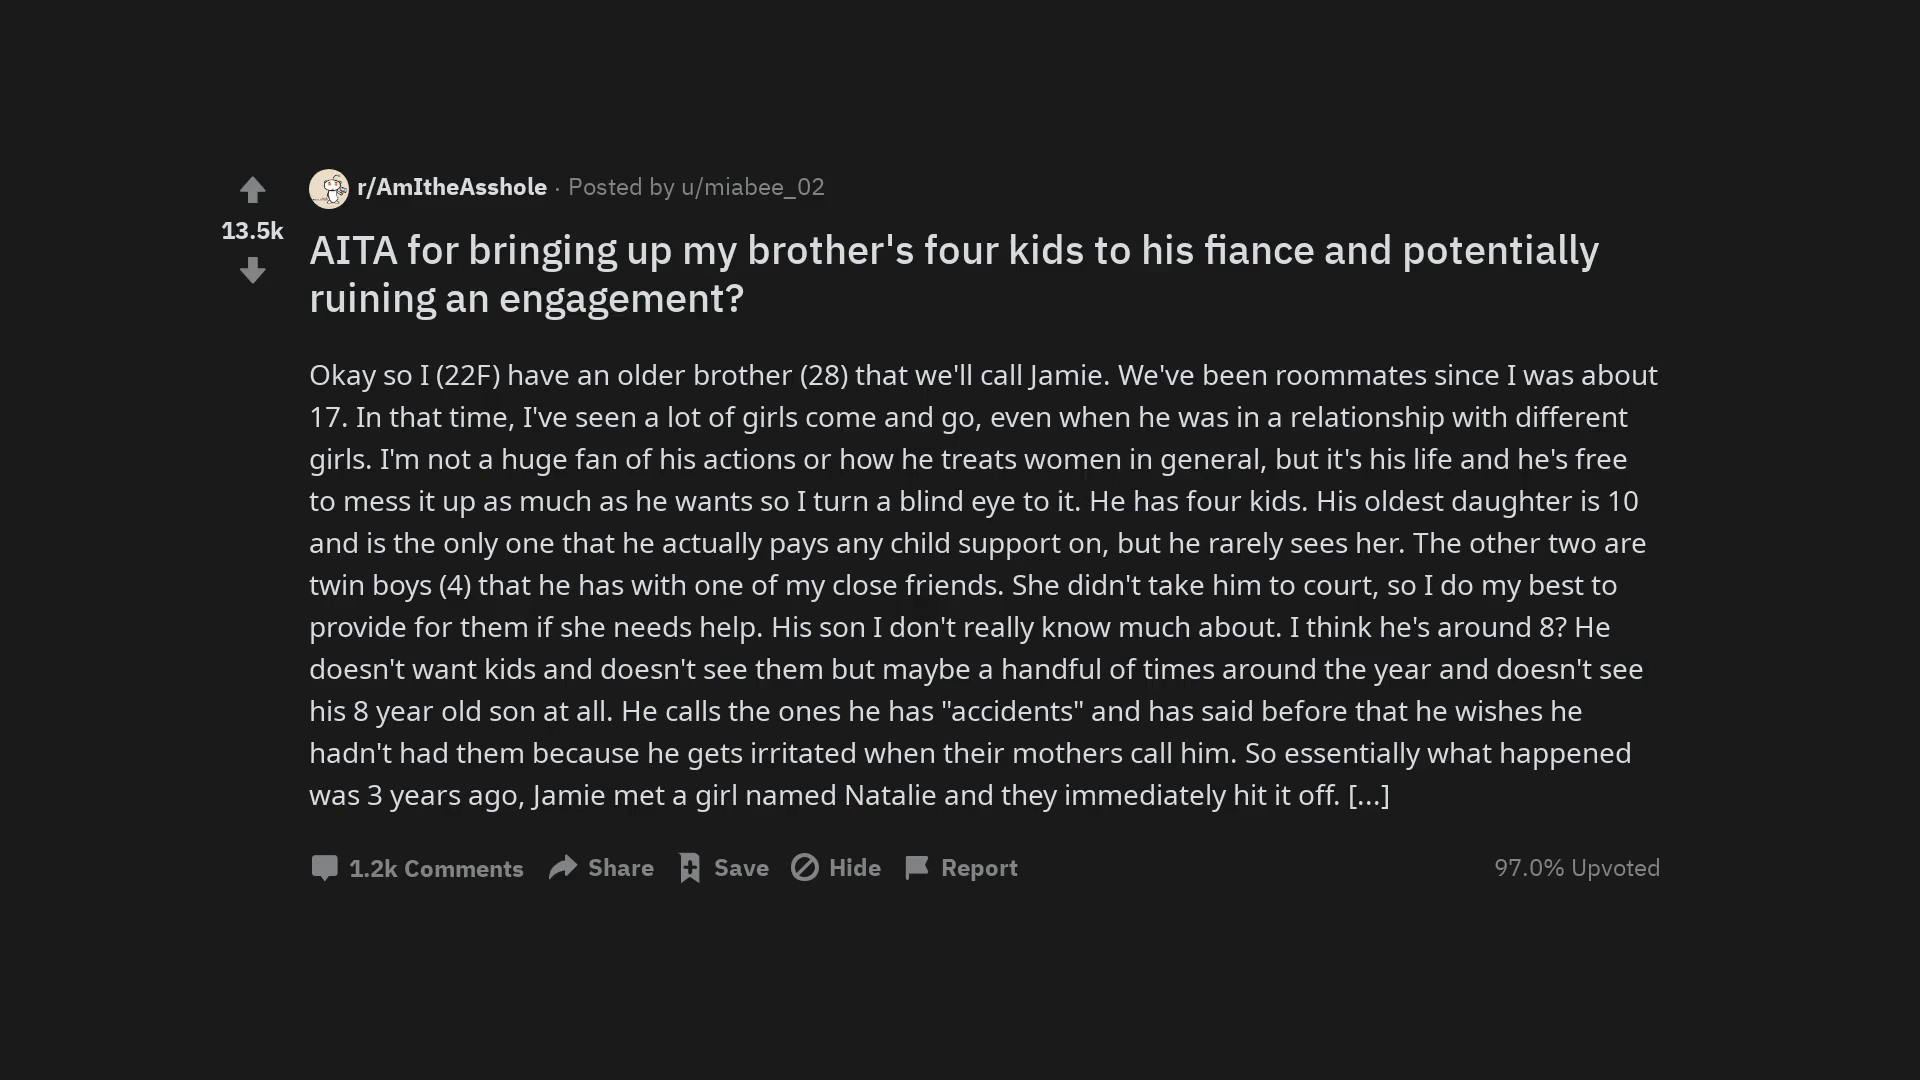 r/AmItheAsshole · Posted by u/miabee_02
13.5k
AITA for bringing up my brother's four kids to his fiance and potentially
ruining an engagement?
Okay so I (22F) have an older brother (28) that we'll call Jamie. We've been roommates since I was about
17. In that time, I've seen a lot of girls come and go, even when he was in a relationship with different
girls. I'm not a huge fan of his actions or how he treats women in general, but it's his life and he's free
to mess it up as much as he wants so I turn a blind eye to it. He has four kids. His oldest daughter is 10
and is the only one that he actually pays any child support on, but he rarely sees her. The other two are
twin boys (4) that he has with one of my close friends. She didn't take him to court, so I do my best to
provide for them if she needs help. His son I don't really know much about. I think he's around 8? He
doesn't want kids and doesn't see them but maybe a handful of times around the year and doesn't see
his 8 year old son at all. He calls the ones he has "accidents" and has said before that he wishes he
hadn't had them because he gets irritated when their mothers call him. So essentially what happened
was 3 years ago, Jamie met a girl named Natalie and they immediately hit it off. [...]
1.2k Comments Share Save Hide Report 97.0% Upvoted